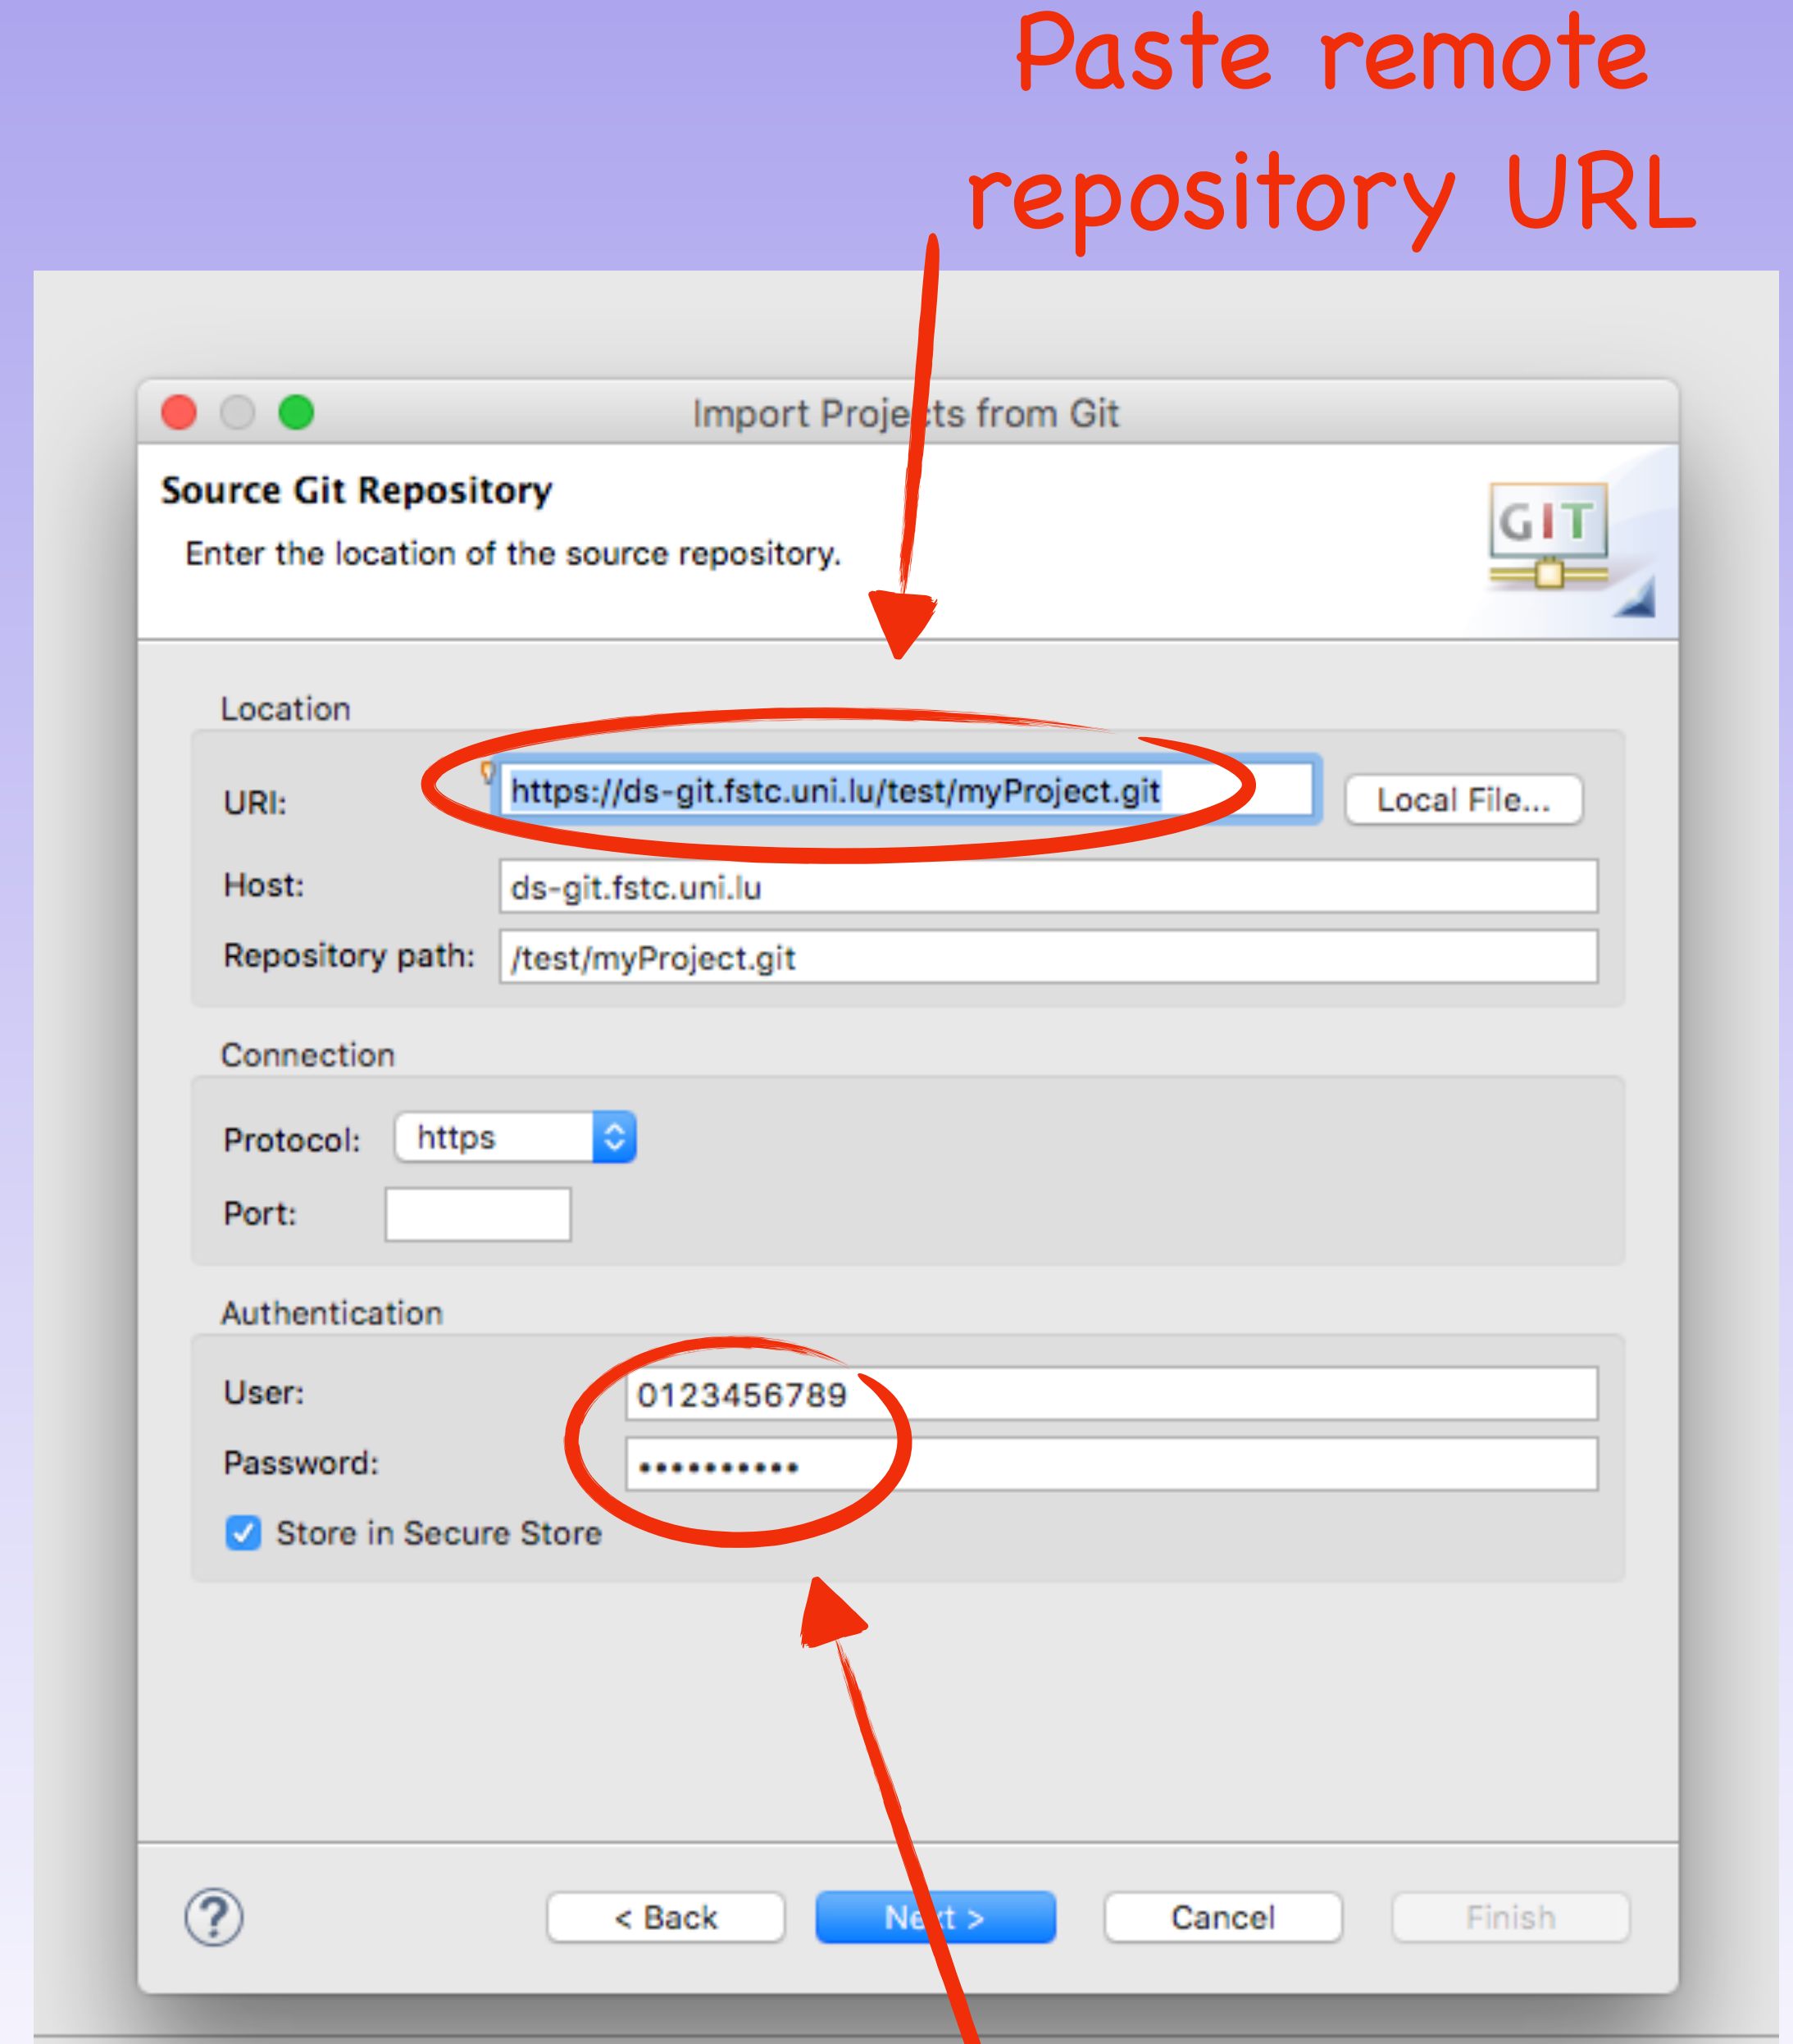 Paste remote
repository URL
Import Projects from Git
Source Git Repository
Enter the location of the source repository.
GIT
Location
URI: https://ds-git.fstc.uni.lu/test/myProject.git Local File...
Host: ds-git.fstc.uni.lu
Repository path: /test/myProject.git
Connection
Protocol: https
Port:
Authentication
User: 0123456789
Password: ••••••••••
Store in Secure Store
? < Back Next > Cancel Finish